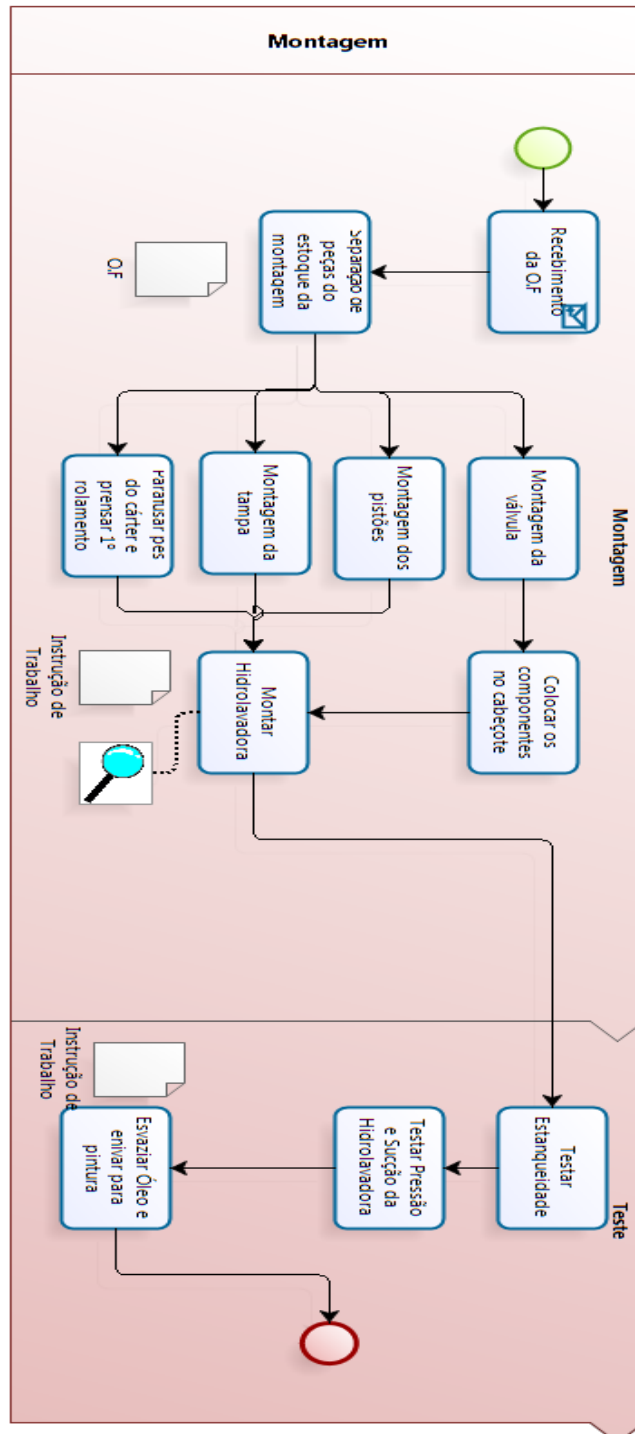 Montagem
Montagem
Recebimento
da O.F
Separação de
peças do
estoque da
montagem
O.F
Montagem da
válvula
Montagem dos
pistões
Montagem da
tampa
Parafusar pés
do cárter e
prensar 1º
rolamento
Colocar os
componentes
no cabeçote
Montar
Hidrolavadora
Instrução de
Trabalho
Teste
Testar
Estanqueidade
Testar Pressão
e Sucção da
Hidrolavadora
Esvaziar Óleo e
enivar para
pintura
Instrução de
Trabalho